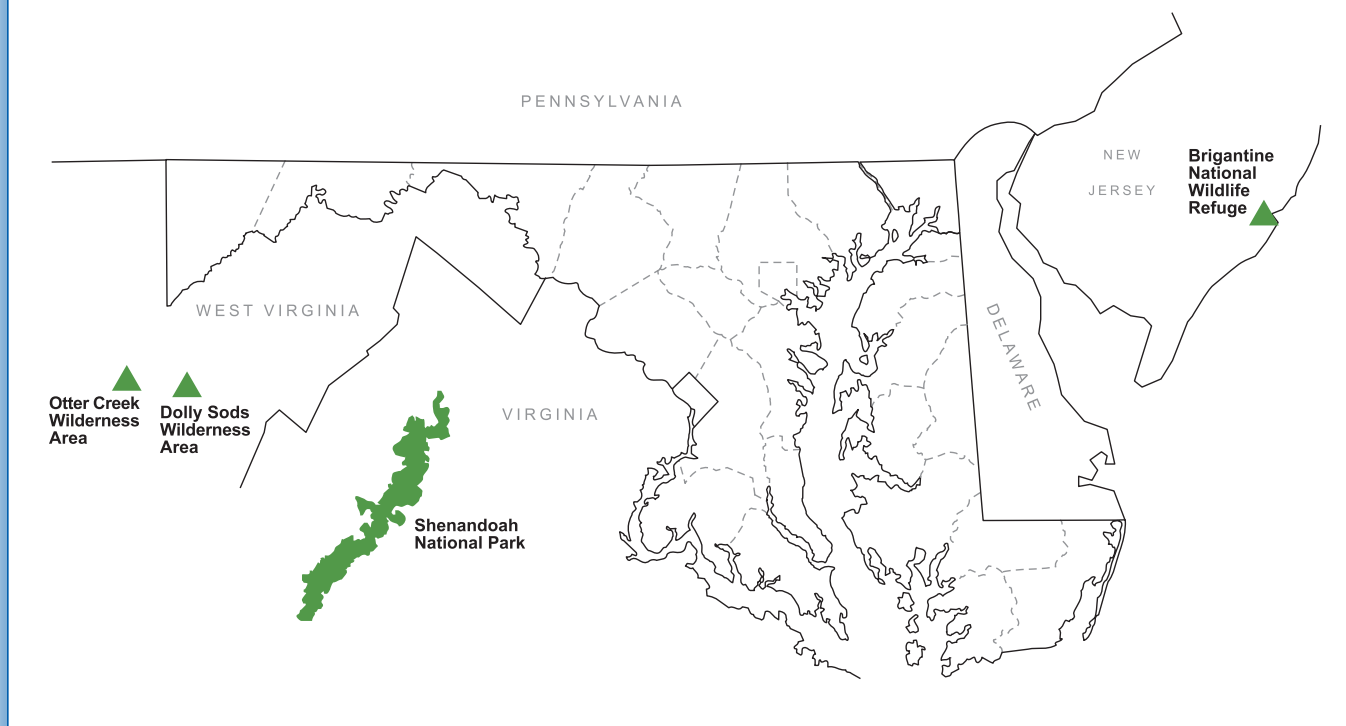 PENNSYLVANIA
NEW
JERSEY
Brigantine
National
Wildlife
Refuge
WEST VIRGINIA
DELAWARE
Otter Creek
Wilderness
Area
Dolly Sods
Wilderness
Area
VIRGINIA
Shenandoah
National Park